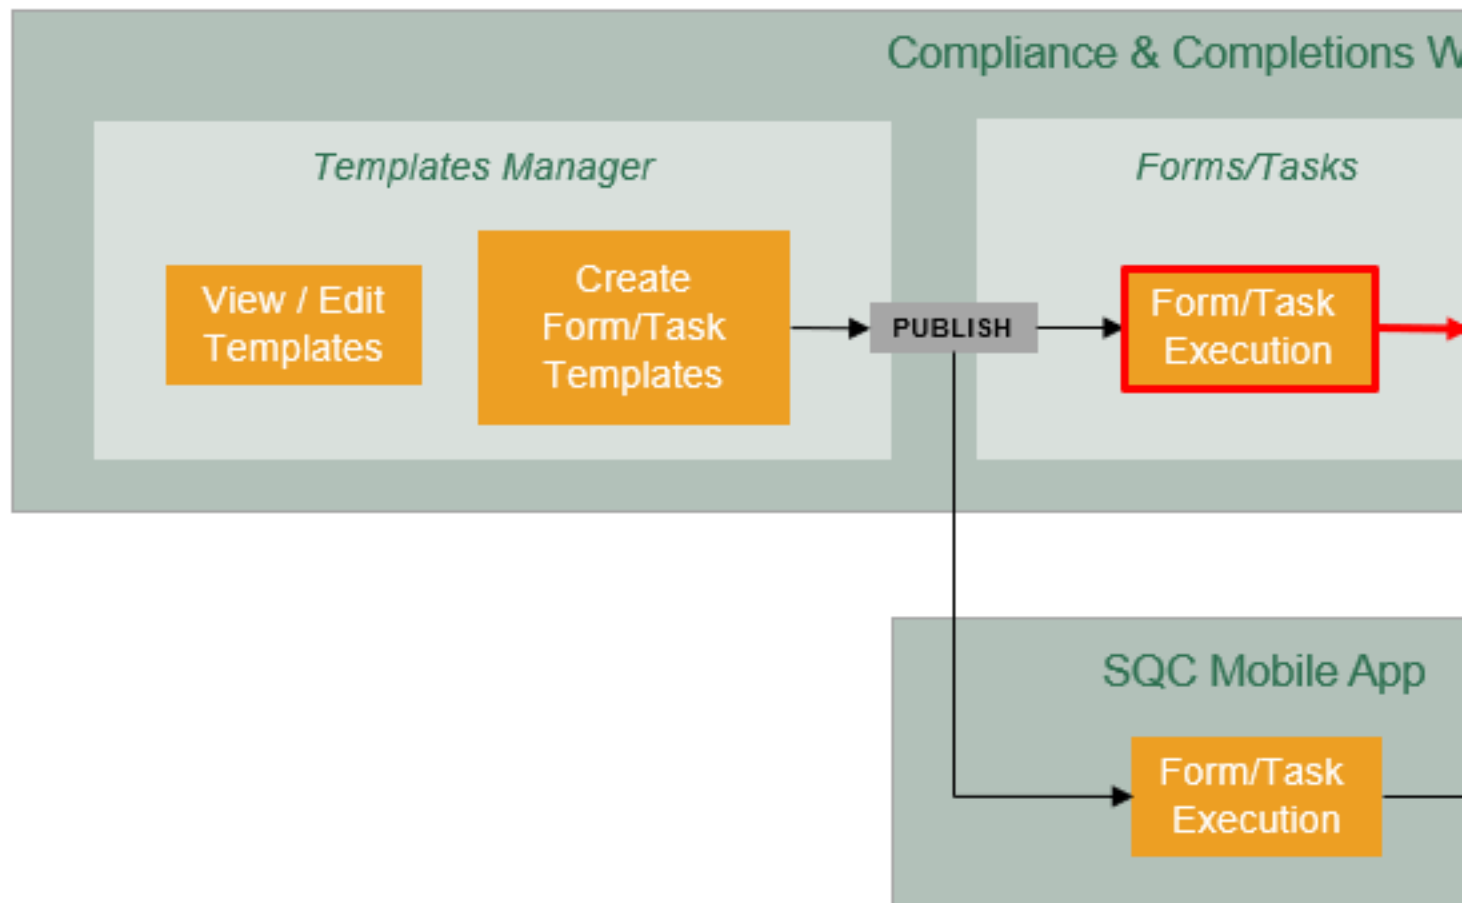 Compliance & Completions W
Templates Manager
Forms/Tasks
View / Edit
Templates
Create
Form/Task
Templates
PUBLISH
Form/Task
Execution
SQC Mobile App
Form/Task
Execution